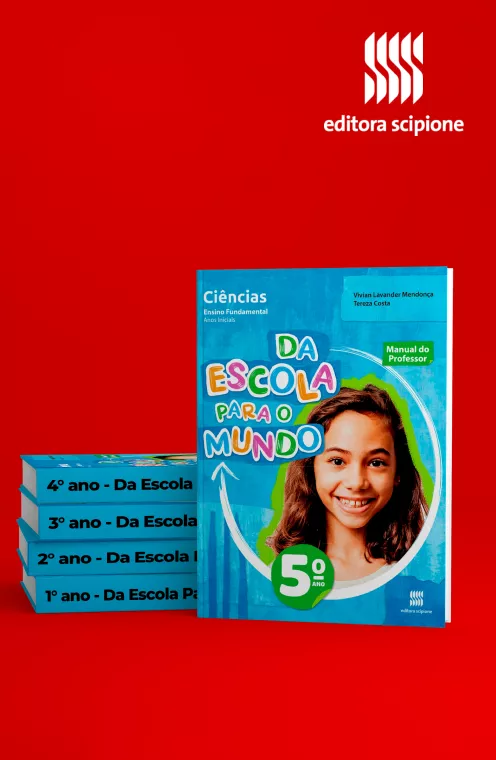 editora scipione
Ciências
Ensino Fundamental
Anos Iniciais
Vivian Lavander Mendonça
Tereza Costa
Manual do
Professor
DA
ESCOLA
PARA O
MUNDO
5º
ANO
editora scipione
4º ano - Da Escola
3º ano - Da Escola
2º ano - Da Escola
1º ano - Da Escola Pa